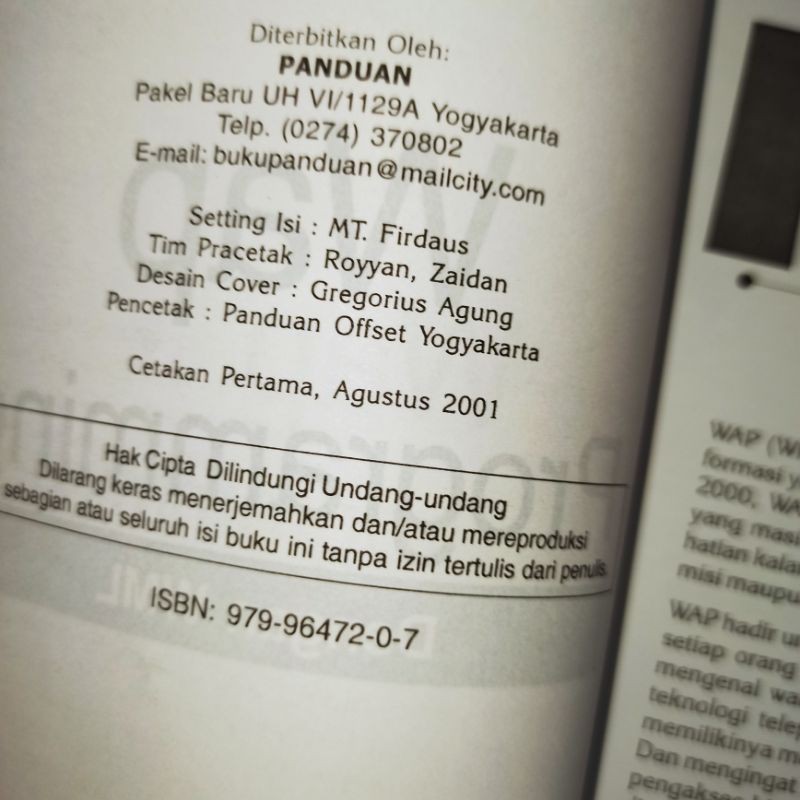 Diterbitkan Oleh:
PANDUAN
Pakel Baru UH VI/1129A Yogyakarta
Telp. (0274) 370802
E-mail: bukupanduan@mailcity.com
Setting Isi : MT. Firdaus
Tim Pracetak : Royyan, Zaidan
Desain Cover : Gregorius Agung
Pencetak : Panduan Offset Yogyakarta
Cetakan Pertama, Agustus 2001
Hak Cipta Dilindungi Undang-undang
Dilarang keras menerjemahkan dan/atau mereproduksi
sebagian atau seluruh isi buku ini tanpa izin tertulis dari penulis.
ISBN: 979-96472-0-7
WAP
formasi
2000,
yang masi
hatian kala
misi maupu
WAP hadir
setiap orang
mengenal
teknologi
memilikinya
Dan mengingat
pengakses